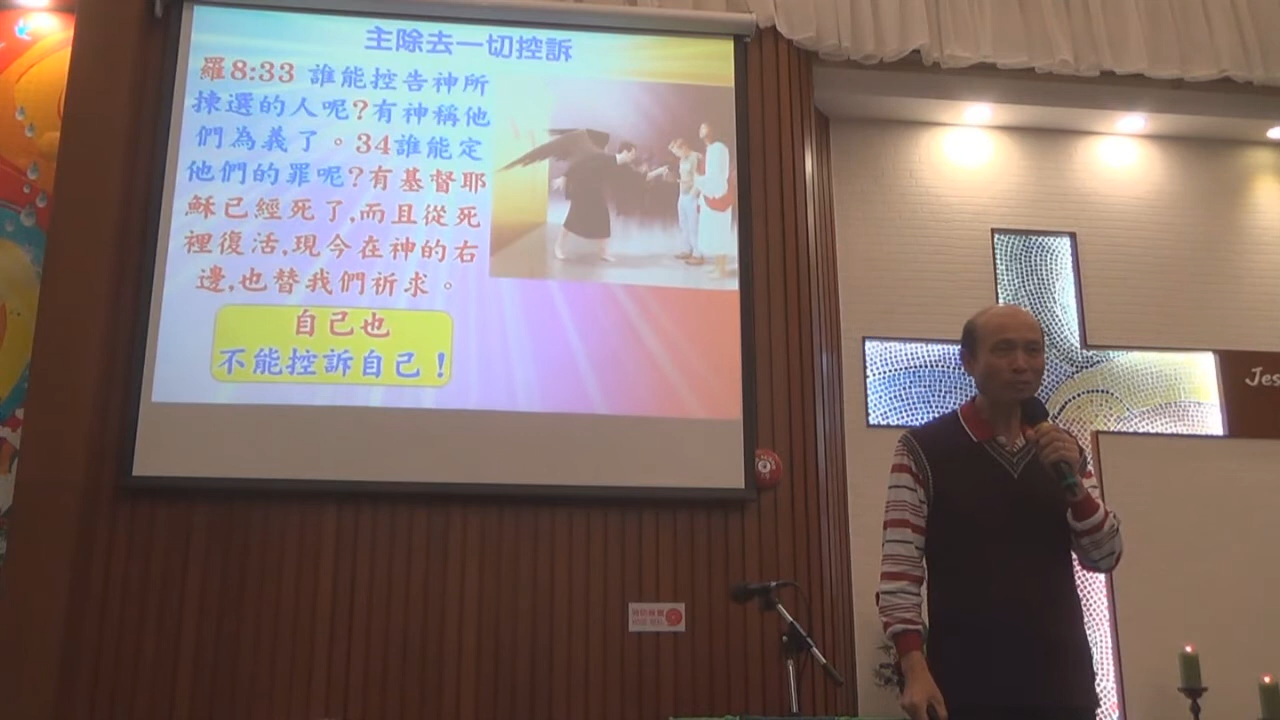 主除去一切控訴
羅8:33 誰能控告神所
揀選的人呢?有神稱他
們為義了。34誰能定
他們的罪呢?有基督耶
穌已經死了,而且從死
裡復活,現今在神的右
邊,也替我們祈求。
自己也
不能控訴自己!
Jes